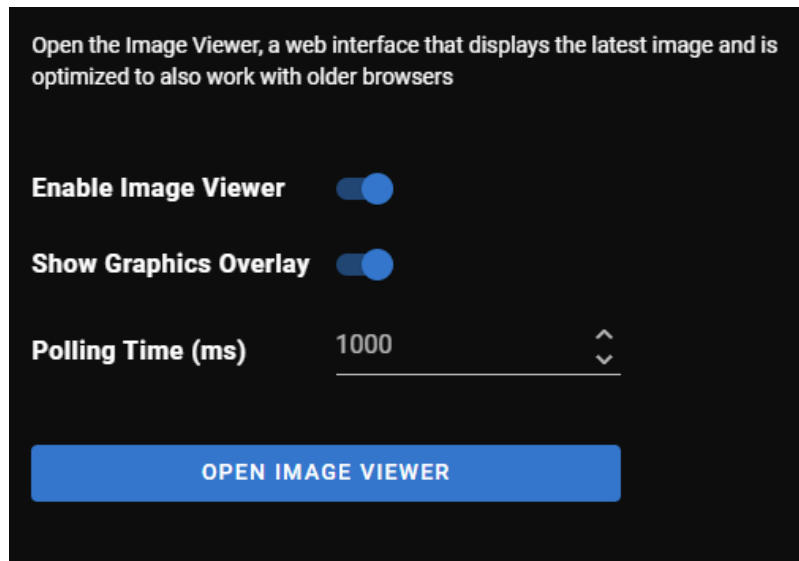 Open the Image Viewer, a web interface that displays the latest image and is
optimized to also work with older browsers
Enable Image Viewer
Show Graphics Overlay
Polling Time (ms) 1000
OPEN IMAGE VIEWER